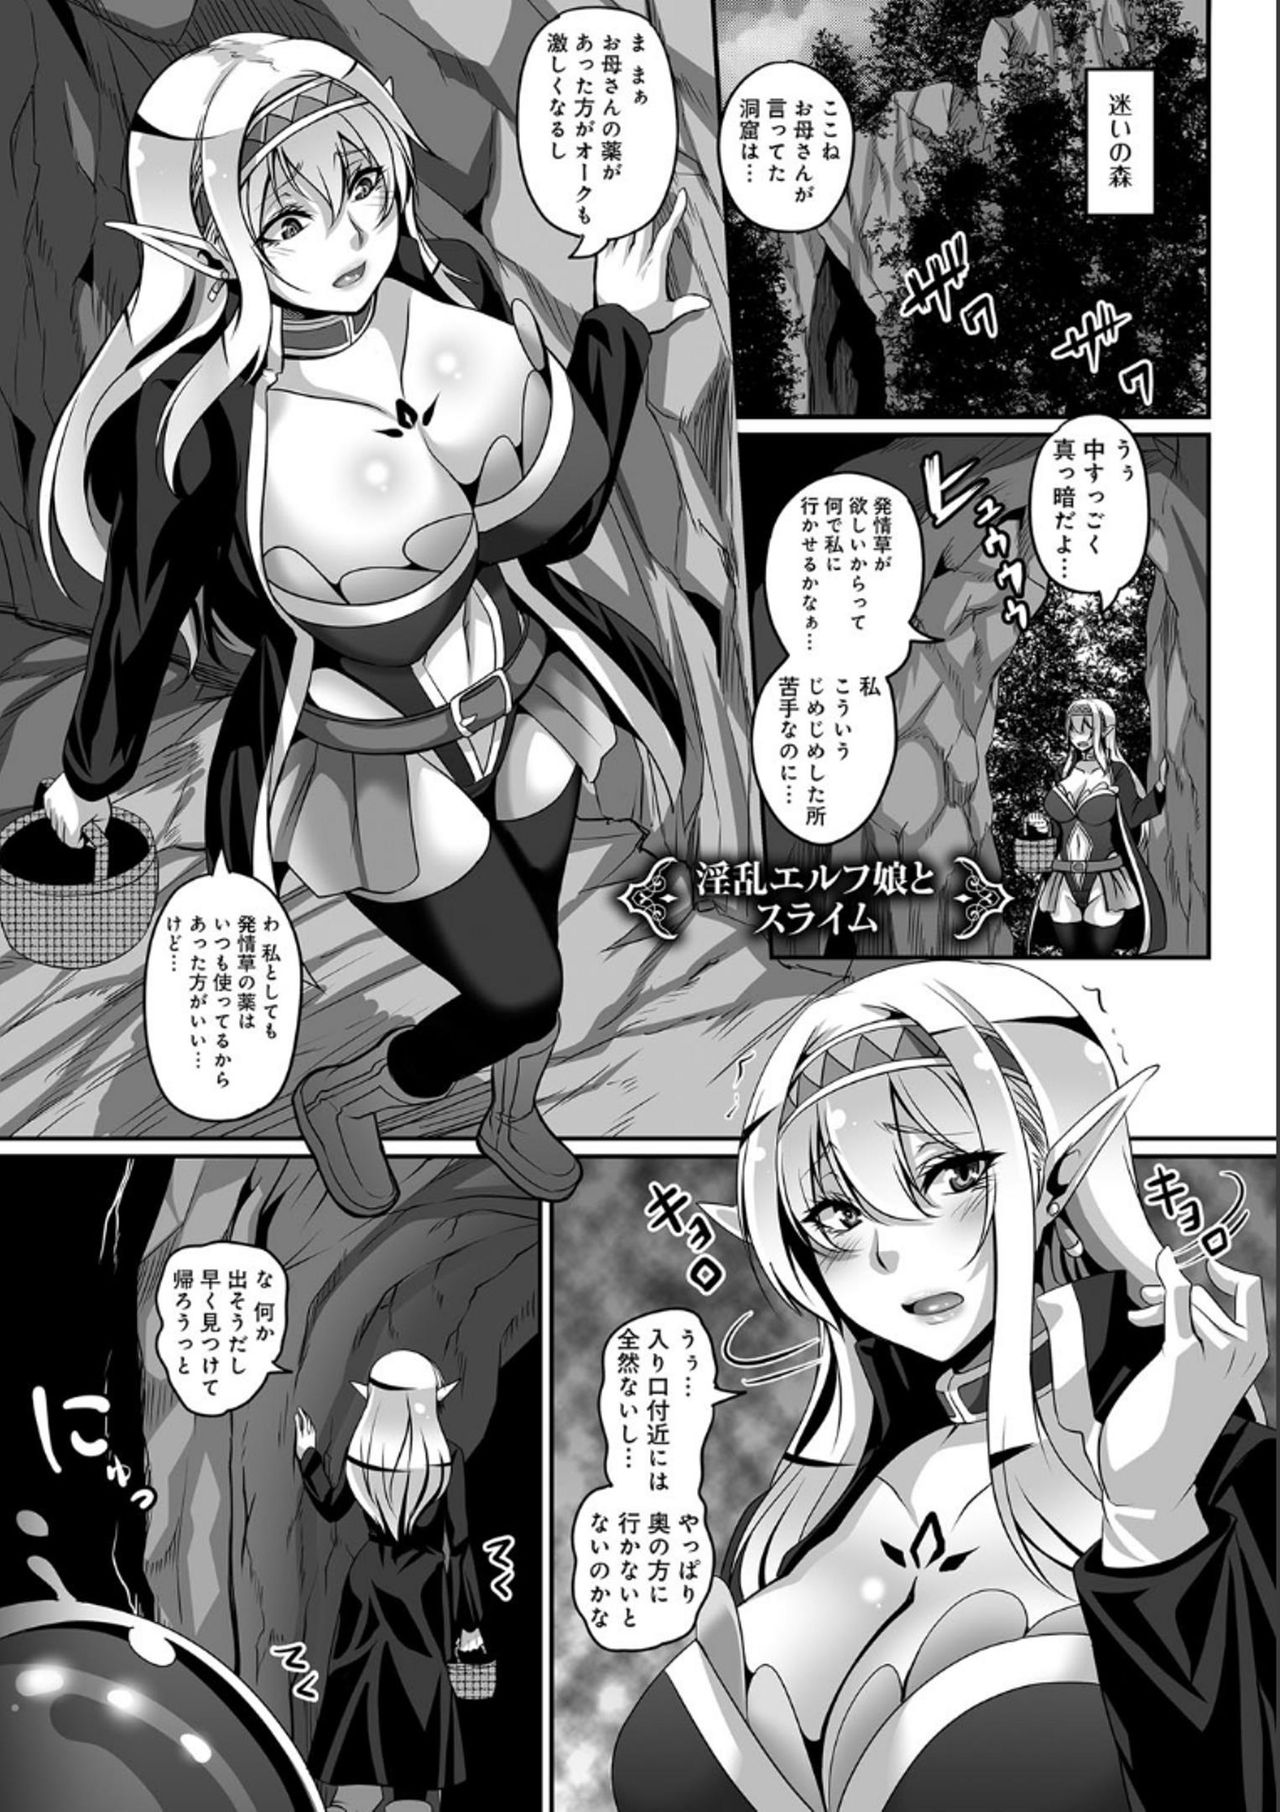 迷いの森
ここね
お母さんが
言ってた
洞窟は…
ザザ
ワ
ザザ
ワ
ま まぁ
お母さんの薬が
あった方がオークも
激しくなるし
うぅ
中すっごく
真っ暗だよ…
ヒュウゥゥ
発情草が
欲しいからって
何で私に
行かせるかなぁ…
私
こういう
じめじめした所
苦手なのに…
淫乱エルフ娘と
スライム
わ 私としても
発情草の薬は
いつも使ってるから
あった方がいい…
けど…
キョロ
キョロ
うぅ…
入り口付近には
全然ないし…
やっぱり
奥の方に
行かないと
ないのかな
な 何か
出そうだし
早く見つけて
帰ろうっと
にゅっ
てく
てく